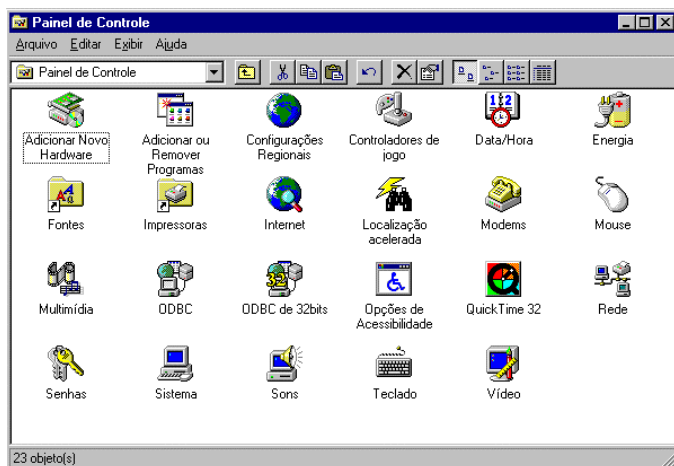 Painel de Controle
Arquivo Editar Exibir Ajuda
Painel de Controle
Adicionar Novo
Hardware
Adicionar ou
Remover
Programas
Configurações
Regionais
Controladores de
jogo
Data/Hora
Energia
Fontes
Impressoras
Internet
Localização
acelerada
Modems
Mouse
Multimídia
ODBC
ODBC de 32bits
Opções de
Acessibilidade
QuickTime 32
Rede
Senhas
Sistema
Sons
Teclado
Vídeo
23 objeto(s)